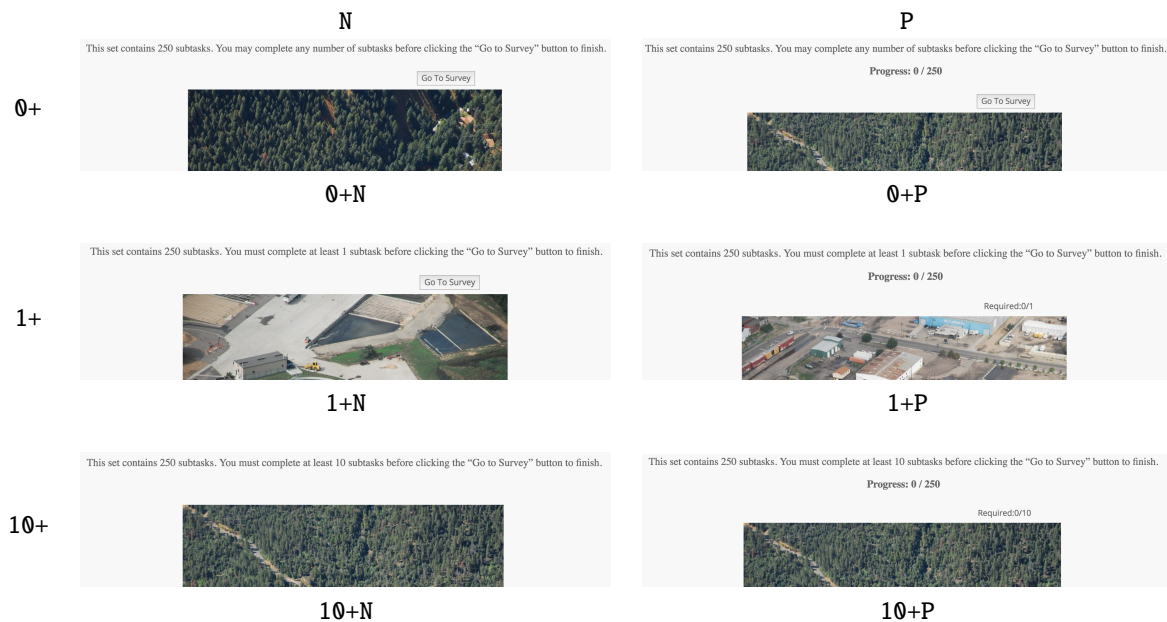 N
P
0+
This set contains 250 subtasks. You may complete any number of subtasks before clicking the “Go to Survey” button to finish.
Go To Survey
0+N
This set contains 250 subtasks. You may complete any number of subtasks before clicking the “Go to Survey” button to finish.
Progress: 0 / 250
Go To Survey
0+P
1+
This set contains 250 subtasks. You must complete at least 1 subtask before clicking the “Go to Survey” button to finish.
Go To Survey
1+N
This set contains 250 subtasks. You must complete at least 1 subtask before clicking the “Go to Survey” button to finish.
Progress: 0 / 250
Required:0/1
1+P
10+
This set contains 250 subtasks. You must complete at least 10 subtasks before clicking the “Go to Survey” button to finish.
10+N
This set contains 250 subtasks. You must complete at least 10 subtasks before clicking the “Go to Survey” button to finish.
Progress: 0 / 250
Required:0/10
10+P